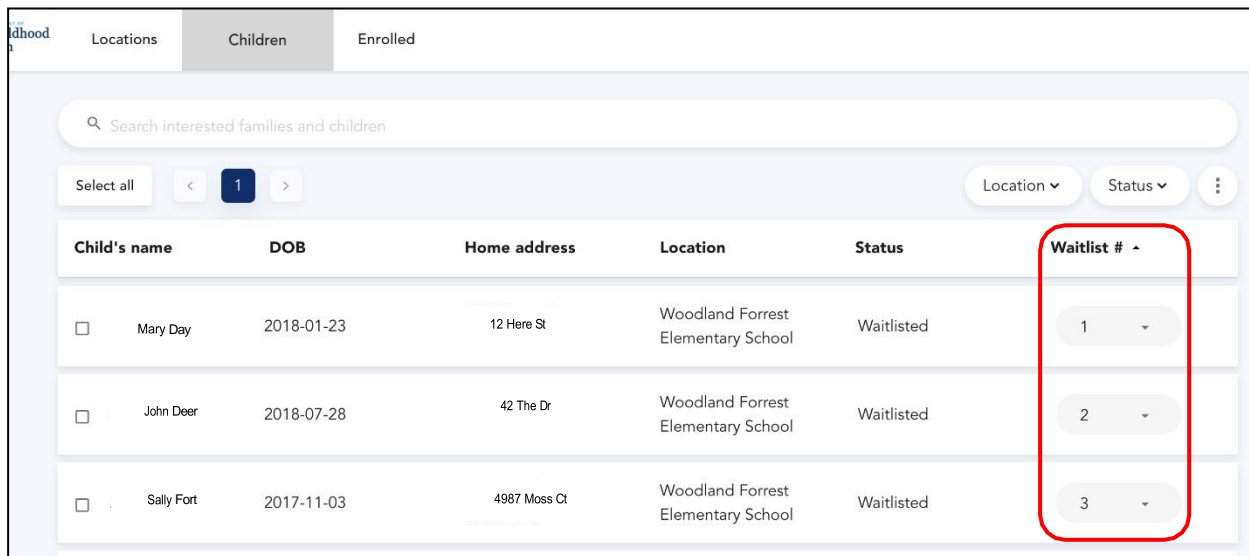 Locations Children Enrolled
Search interested families and children
Select all < 1 > Location Status
Child's name DOB Home address Location Status Waitlist #
Mary Day 2018-01-23 12 Here St Woodland Forrest Elementary School Waitlisted 1
John Deer 2018-07-28 42 The Dr Woodland Forrest Elementary School Waitlisted 2
Sally Fort 2017-11-03 4987 Moss Ct Woodland Forrest Elementary School Waitlisted 3